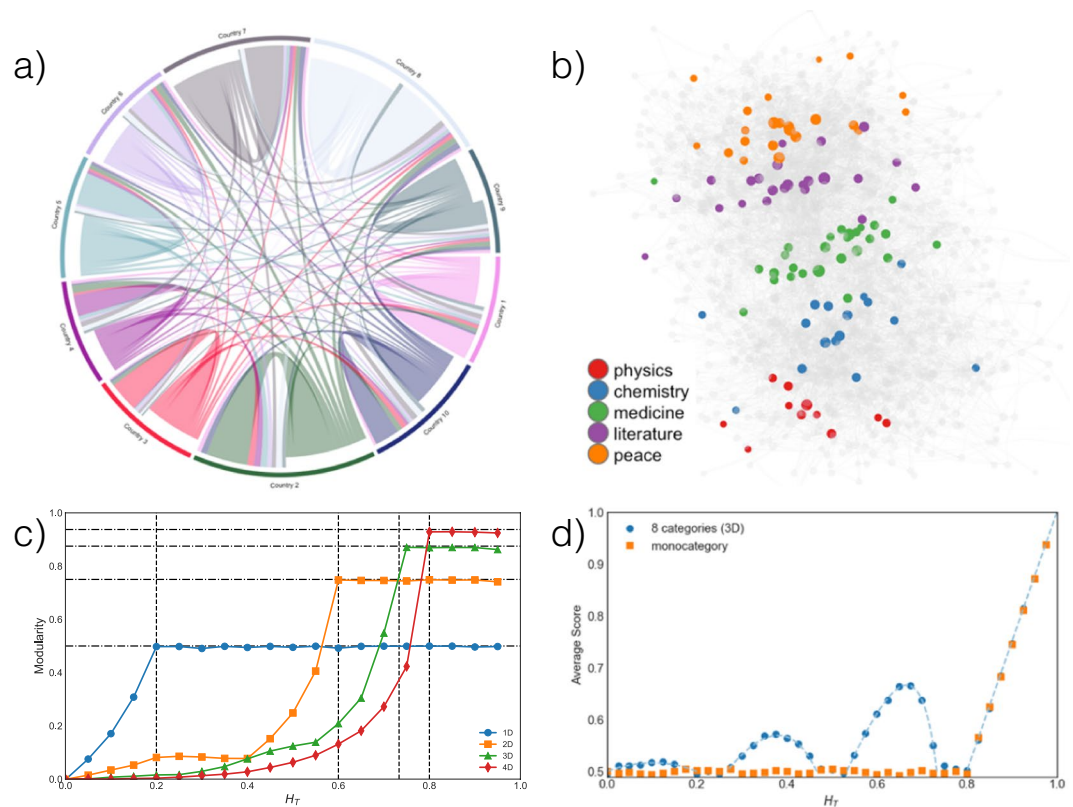 a)
Country 7
Country 8
Country 6
Country 9
Country 5
Country 1
Country 4
Country 10
Country 3
Country 2
b)
physics
chemistry
medicine
literature
peace
c)
1.0
0.8
0.6
0.4
0.2
0.0
Modularity
1D
2D
3D
4D
0.0 0.2 0.4 0.6 0.8 1.0
H_T
d)
1.0
0.9
0.8
0.7
0.6
0.5
Average Score
8 categories (3D)
monocategory
0.0 0.2 0.4 0.6 0.8 1.0
H_T